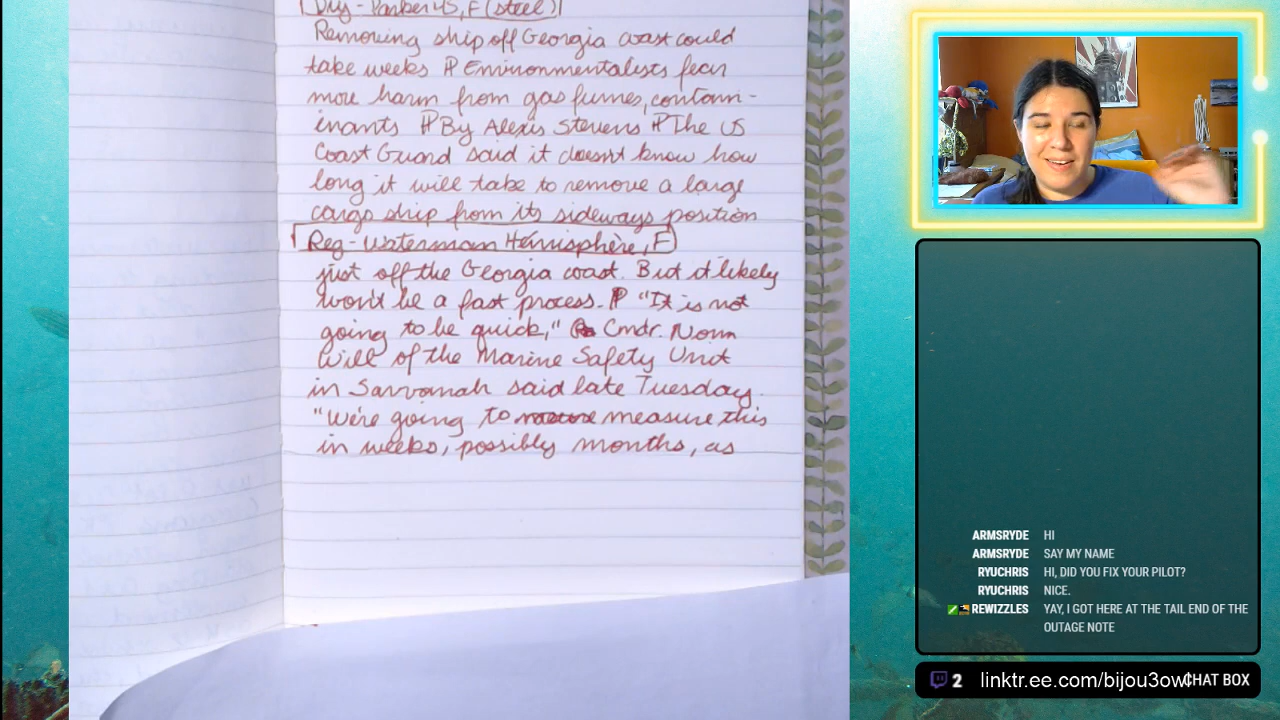 Dry - Parker 45, F (steel)
Removing ship off Georgia coast could
take weeks ¶ Environmentalists fear
more harm from gas fumes, contam-
inants ¶ By Alexis Stevens ¶ The US
Coast Guard said it doesn't know how
long it will take to remove a large
cargo ship from its sideways position
Reg - Waterman Hémisphère, F
just off the Georgia coast. But it likely
won't be a fast process. ¶ "It is not
going to be quick," Cmdr. Norm
Will of the Marine Safety Unit
in Savannah said late Tuesday.
"We're going to measure this
in weeks, possibly months, as
ARMSRYDE HI
ARMSRYDE SAY MY NAME
RYUCHRIS HI, DID YOU FIX YOUR PILOT?
RYUCHRIS NICE.
REWIZZLES YAY, I GOT HERE AT THE TAIL END OF THE
OUTAGE NOTE
2 linktr.ee.com/bijou3owl CHAT BOX